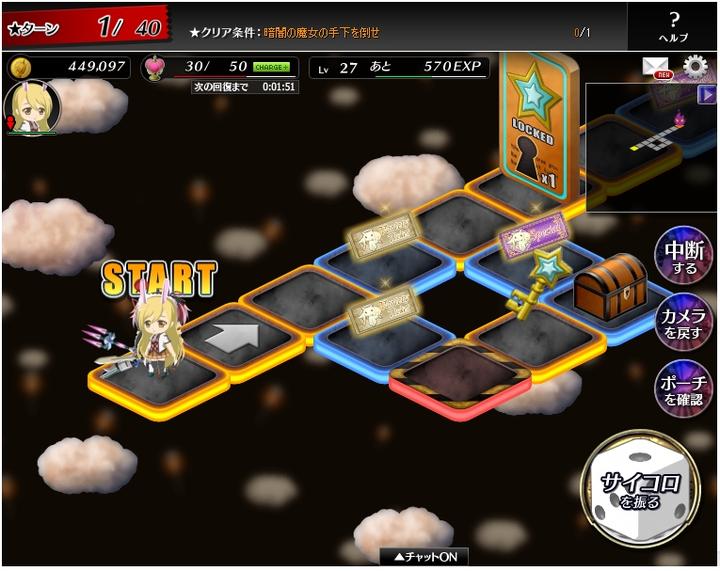 ★ターン 1/ 40
★クリア条件: 暗闇の魔女の手下を倒せ
0/1
?
ヘルプ
449,097
30/ 50
CHARGE+
次の回復まで 0:01:51
Lv 27 あと 570EXP
NEW
LOCKED
x1
Special
START
中断
する
カメラ
を戻す
ポーチ
を確認
サイコロ
を振る
▲チャットON